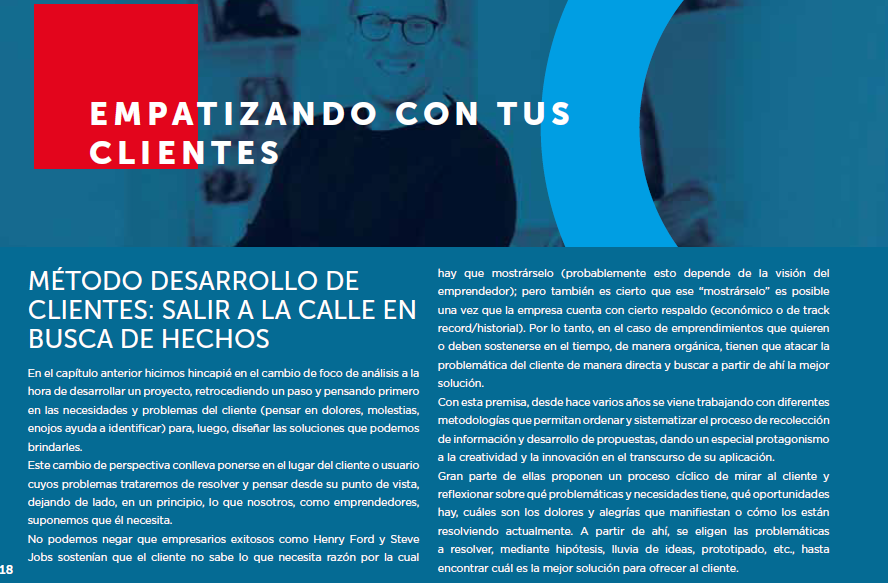 EMPATIZANDO CON TUS
CLIENTES
MÉTODO DESARROLLO DE
CLIENTES: SALIR A LA CALLE EN
BUSCA DE HECHOS
En el capítulo anterior hicimos hincapié en el cambio de foco de análisis a la
hora de desarrollar un proyecto, retrocediendo un paso y pensando primero
en las necesidades y problemas del cliente (pensar en dolores, molestias,
enojos ayuda a identificar) para, luego, diseñar las soluciones que podemos
brindarles.
Este cambio de perspectiva conlleva ponerse en el lugar del cliente o usuario
cuyos problemas trataremos de resolver y pensar desde su punto de vista,
dejando de lado, en un principio, lo que nosotros, como emprendedores,
suponemos que él necesita.
No podemos negar que empresarios exitosos como Henry Ford y Steve
Jobs sostenían que el cliente no sabe lo que necesita razón por la cual
hay que mostrárselo (probablemente esto depende de la visión del
emprendedor); pero también es cierto que ese “mostrárselo” es posible
una vez que la empresa cuenta con cierto respaldo (económico o de track
record/historial). Por lo tanto, en el caso de emprendimientos que quieren
o deben sostenerse en el tiempo, de manera orgánica, tienen que atacar la
problemática del cliente de manera directa y buscar a partir de ahí la mejor
solución.
Con esta premisa, desde hace varios años se viene trabajando con diferentes
metodologías que permitan ordenar y sistematizar el proceso de recolección
de información y desarrollo de propuestas, dando un especial protagonismo
a la creatividad y la innovación en el transcurso de su aplicación.
Gran parte de ellas proponen un proceso cíclico de mirar al cliente y
reflexionar sobre qué problemáticas y necesidades tiene, qué oportunidades
hay, cuáles son los dolores y alegrías que manifiestan o cómo los están
resolviendo actualmente. A partir de ahí, se eligen las problemáticas
a resolver, mediante hipótesis, lluvia de ideas, prototipado, etc., hasta
encontrar cuál es la mejor solución para ofrecer al cliente.
18